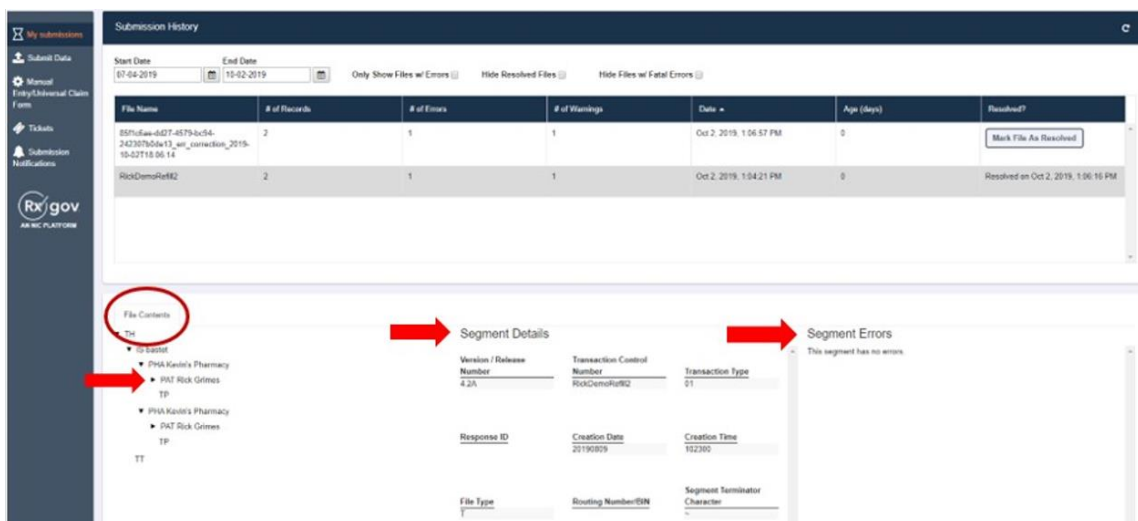 My submissions
Submit Data
Manual
Entry/Universal Claim
Form
Tickets
Submission
Notifications
Rx gov
AN NIC PLATFORM
Submission History
Start Date
End Date
07-04-2019
10-02-2019
Only Show Files w/ Errors
Hide Resolved Files
Hide Files w/ Fatal Errors
File Name
# of Records
# of Errors
# of Warnings
Date
Age (days)
Resolved?
242307b0de13_err_correction_2019-
10-02T18:06:14
2
1
1
Oct 2, 2019, 1:06:57 PM
0
Mark File As Resolved
RickDemoRefill2
2
1
1
Oct 2, 2019, 1:04:21 PM
0
Resolved on Oct 2, 2019, 1:06:16 PM
File Contents
TH
IS-bastet
PHA Kevin's Pharmacy
PAT Rick Grimes
TP
PHA Kevin's Pharmacy
PAT Rick Grimes
TP
TT
Segment Details
Version / Release
Number
4.2A
Transaction Control
Number
RickDemoRefill2
Transaction Type
01
Response ID
Creation Date
20190809
Creation Time
102300
File Type
T
Routing Number/BIN
Segment Terminator
Character
~
Segment Errors
This segment has no errors.